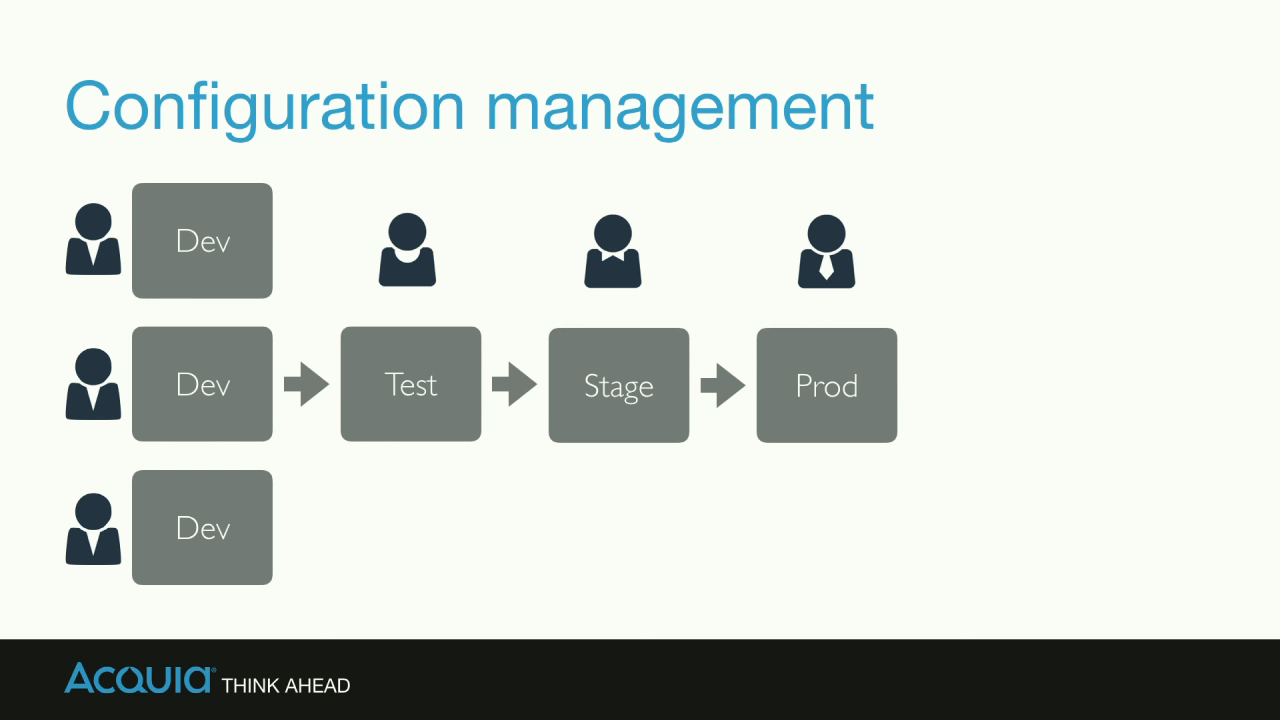 Configuration management
Dev
Dev
Test
Stage
Prod
Dev
ACQUIA® THINK AHEAD